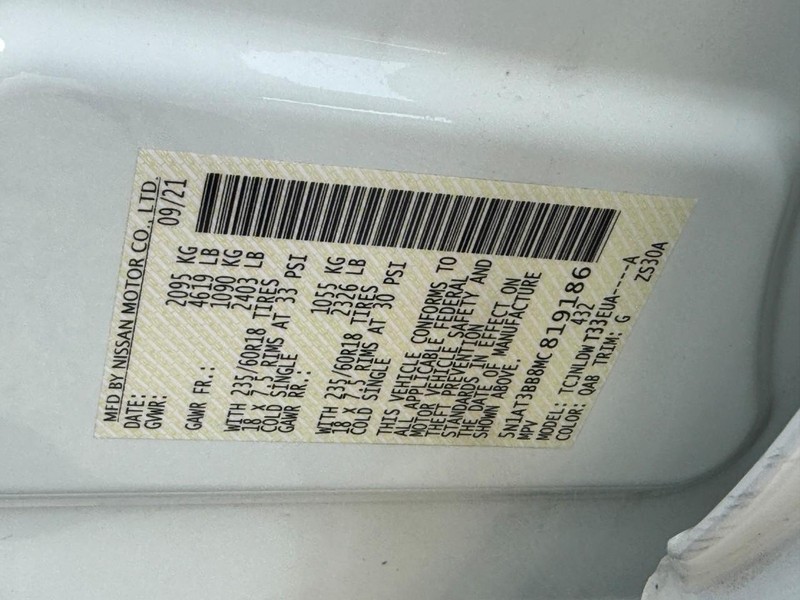 MFD BY NISSAN MOTOR CO., LTD.
DATE: 09/21
GVWR: 2095 KG
4619 LB
GAWR FR.: 1090 KG
2403 LB
WITH 235/60R18 TIRES
18 X 7.5 RIMS AT 33 PSI
COLD SINGLE
GAWR RR.: 1055 KG
2326 LB
WITH 235/60R18 TIRES
18 X 7.5 RIMS AT 30 PSI
COLD SINGLE
THIS VEHICLE CONFORMS TO
ALL APPLICABLE FEDERAL
MOTOR VEHICLE SAFETY AND
THEFT PREVENTION
STANDARDS IN EFFECT ON
THE DATE OF MANUFACTURE
SHOWN ABOVE.
5N1AT3BB8MC819186
MPV 432
MODEL: TCJNLDWT33EUA----A
COLOR: QAB TRIM: G ZS30A